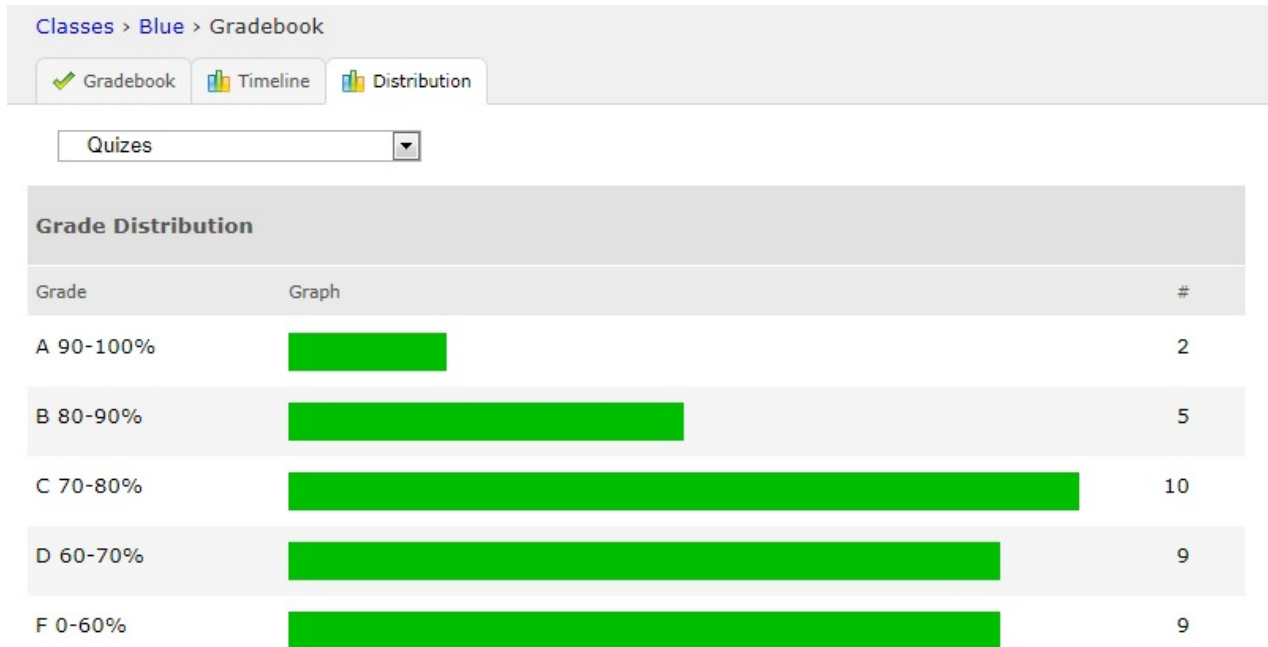 Classes › Blue › Gradebook
Gradebook Timeline Distribution
Quizes
Grade Distribution
Grade Graph #
A 90-100% 2
B 80-90% 5
C 70-80% 10
D 60-70% 9
F 0-60% 9